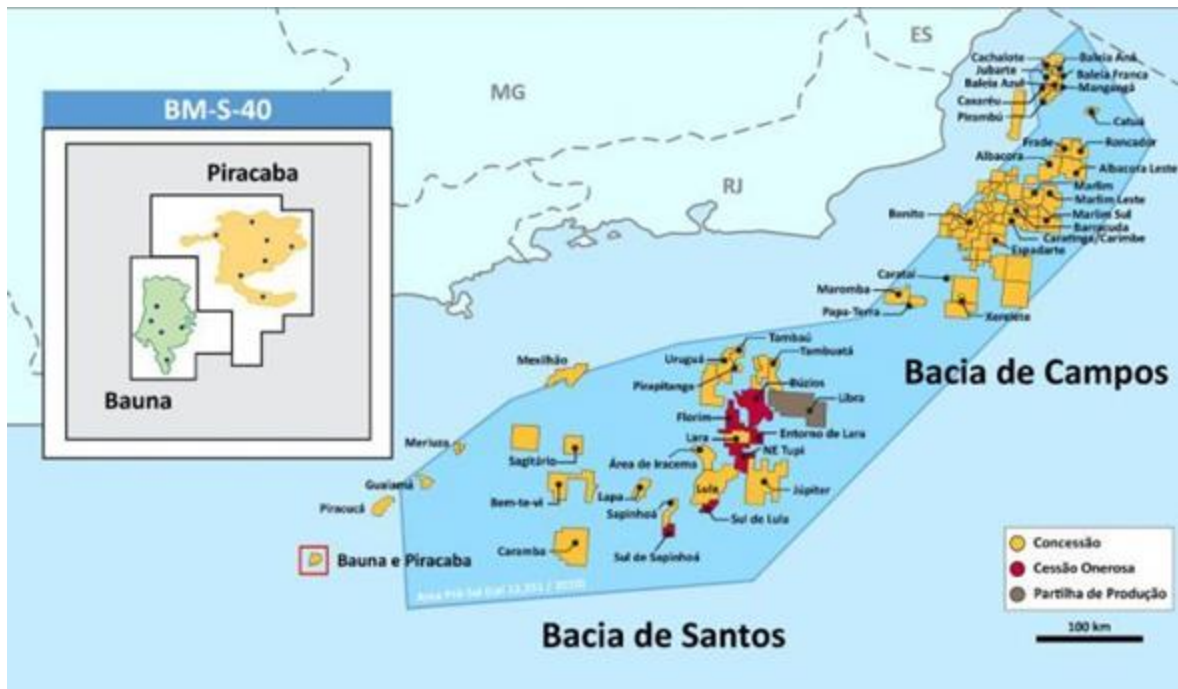 BM-S-40
Piracaba
Bauna
MG
ES
RJ
Cachalote
Baleia Anã
Jubarte
Baleia Franca
Baleia Azul
Mangangá
Caxaréu
Pirambú
Catuá
Frade
Roncador
Albacora
Albacora Leste
Marlim
Marlim Leste
Bonito
Marlim Sul
Barracuda
Caratinga/Carimbe
Espadarte
Carataí
Maromba
Papa-Terra
Xerelete
Bacia de Campos
Tambaú
Uruguá
Tambuatá
Mexilhão
Pirapitanga
Búzios
Libra
Florim
Entorno de Iara
NE Tupi
Área de Iracema
Sagitário
Guaiamá
Bem-te-vi
Lapa
Lula
Júpiter
Piracucá
Sapinhoá
Sul de Lula
Caramba
Sul de Sapinhoá
Bauna e Piracaba
Bacia de Santos
Concessão
Cessão Onerosa
Partilha de Produção
100 km